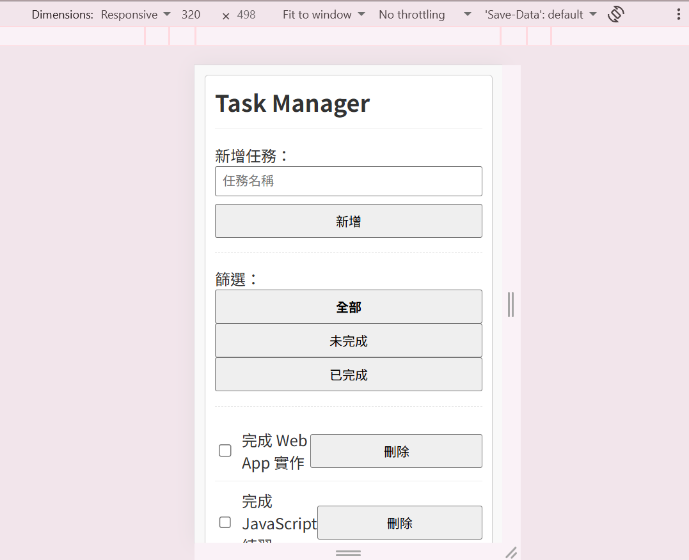 Dimensions: Responsive 320 × 498 Fit to window No throttling 'Save-Data': default
Task Manager
新增任務：
任務名稱
新增
篩選：
全部
未完成
已完成
完成 Web
App 實作
刪除
完成
JavaScript
刪除